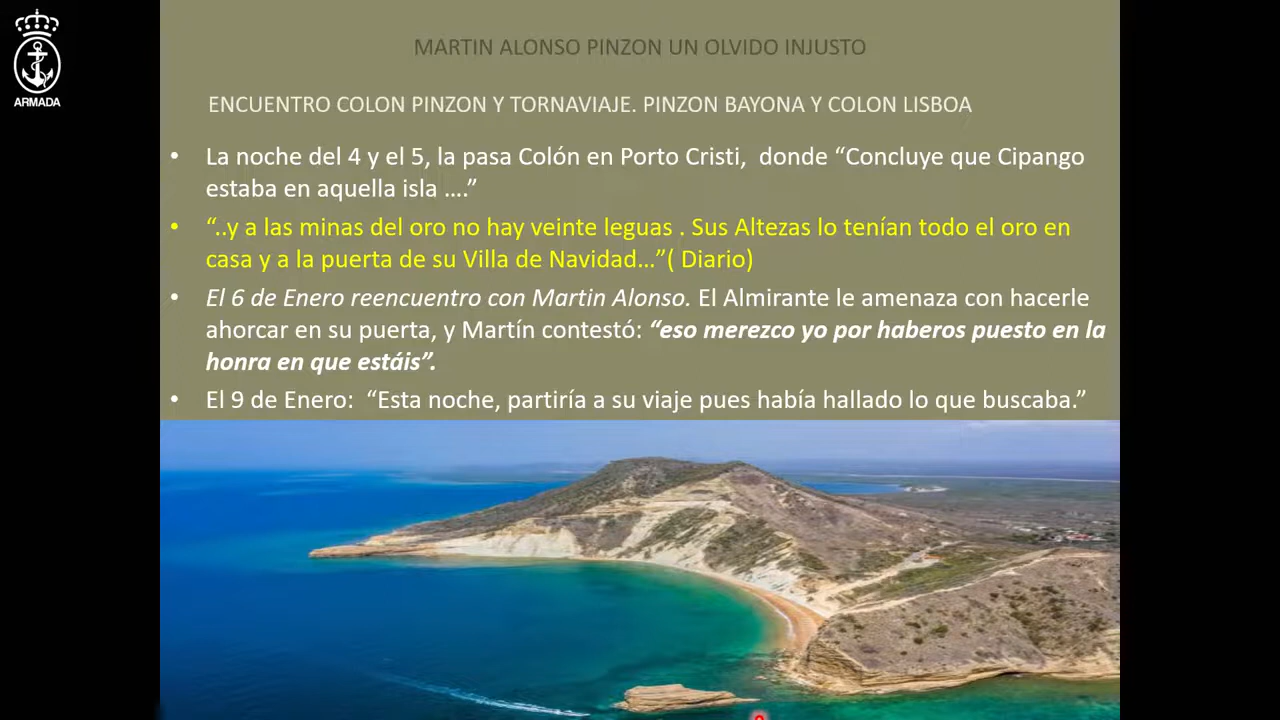 ARMADA
MARTIN ALONSO PINZON UN OLVIDO INJUSTO
ENCUENTRO COLON PINZON Y TORNAVIAJE. PINZON BAYONA Y COLON LISBOA
• La noche del 4 y el 5, la pasa Colón en Porto Cristi, donde “Concluye que Cipango
estaba en aquella isla ....”
• “..y a las minas del oro no hay veinte leguas . Sus Altezas lo tenían todo el oro en
casa y a la puerta de su Villa de Navidad...”( Diario)
• El 6 de Enero reencuentro con Martin Alonso. El Almirante le amenaza con hacerle
ahorcar en su puerta, y Martín contestó: “eso merezco yo por haberos puesto en la
honra en que estáis”.
• El 9 de Enero: “Esta noche, partiría a su viaje pues había hallado lo que buscaba.”